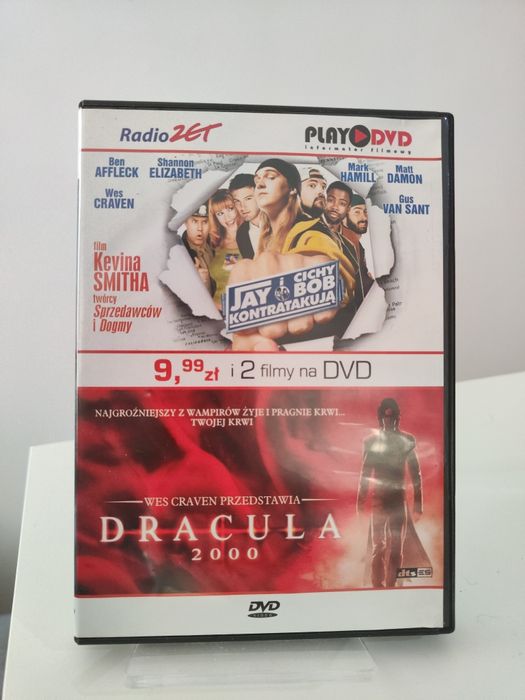 Radio ZET
PLAY DVD
informator filmowy
Ben AFFLECK
Shannon ELIZABETH
Wes CRAVEN
Mark HAMILL
Matt DAMON
Gus VAN SANT
film
Kevina
SMITHA
twórcy
Sprzedawców
i Dogmy
JAY i CICHY BOB
KONTRATAKUJĄ
9,99 zł i 2 filmy na DVD
NAJGROŹNIEJSZY Z WAMPIRÓW ŻYJE I PRAGNIE KRWI...
TWOJEJ KRWI
WES CRAVEN PRZEDSTAWIA
DRACULA
2000
dts ES
DVD
VIDEO